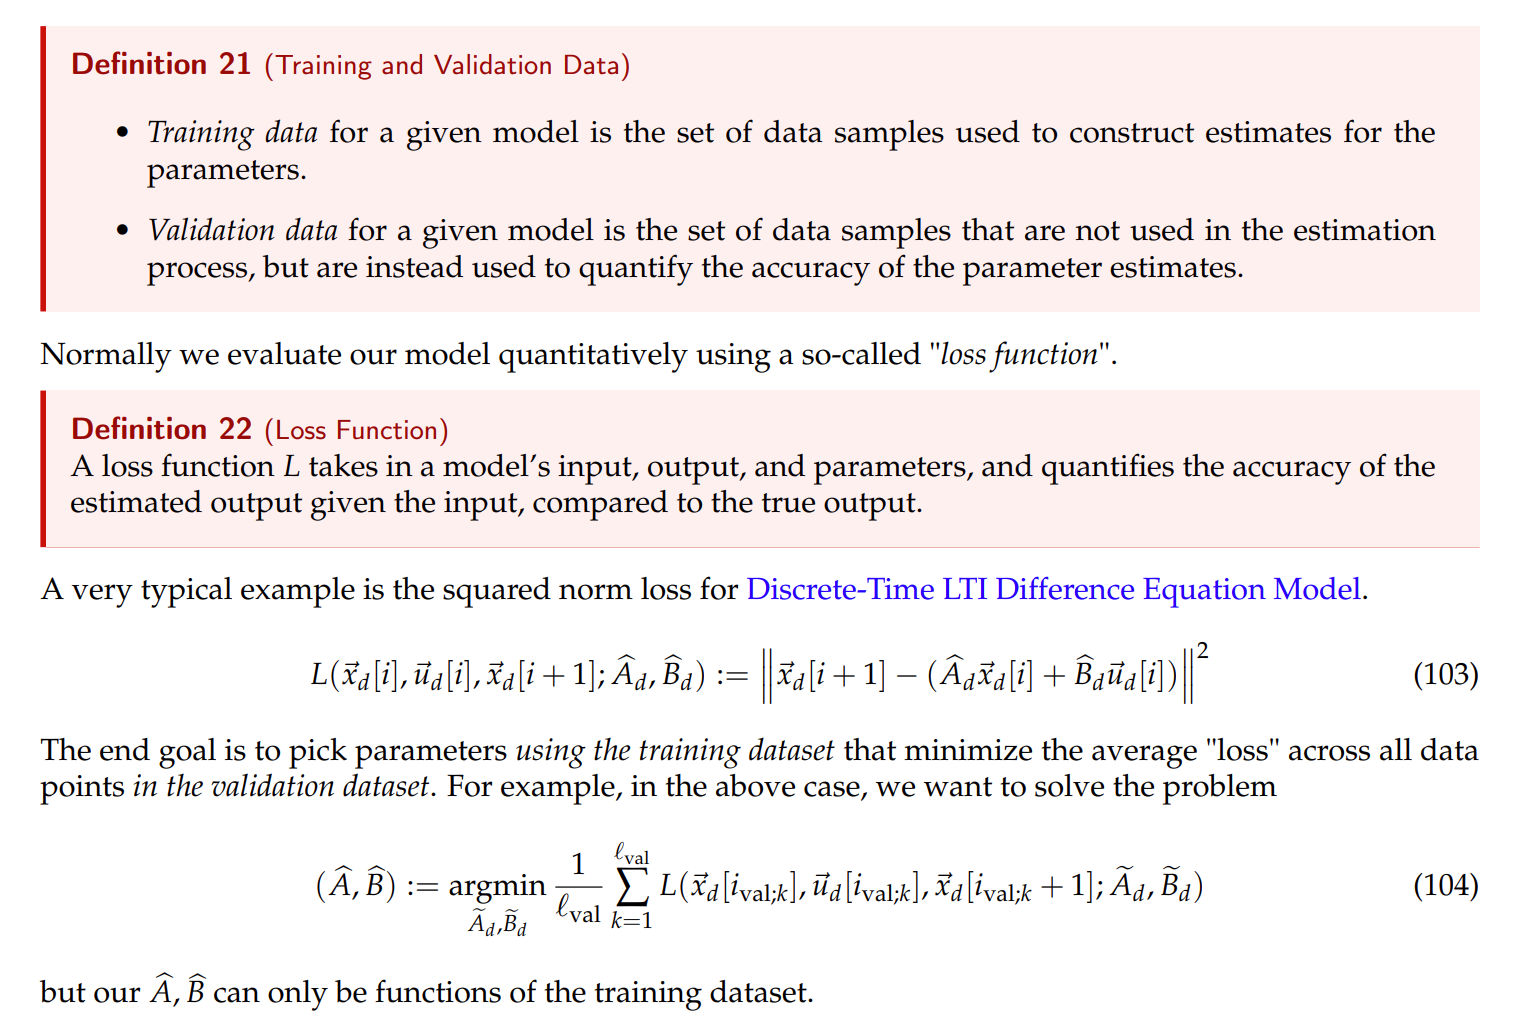 Definition 21 (Training and Validation Data)
• Training data for a given model is the set of data samples used to construct estimates for the
parameters.
• Validation data for a given model is the set of data samples that are not used in the estimation
process, but are instead used to quantify the accuracy of the parameter estimates.
Normally we evaluate our model quantitatively using a so-called "loss function".
Definition 22 (Loss Function)
A loss function L takes in a model’s input, output, and parameters, and quantifies the accuracy of the
estimated output given the input, compared to the true output.
A very typical example is the squared norm loss for Discrete-Time LTI Difference Equation Model.
$L(\vec{x}_d[i], \vec{u}_d[i], \vec{x}_d[i+1]; \widehat{A}_d, \widehat{B}_d) := \left\| \vec{x}_d[i+1] - (\widehat{A}_d \vec{x}_d[i] + \widehat{B}_d \vec{u}_d[i]) \right\|^2$ (103)
The end goal is to pick parameters using the training dataset that minimize the average "loss" across all data
points in the validation dataset. For example, in the above case, we want to solve the problem
$(\widehat{A}, \widehat{B}) := \underset{\widetilde{A}_d, \widetilde{B}_d}{\operatorname{argmin}} \frac{1}{\ell_{\text{val}}} \sum_{k=1}^{\ell_{\text{val}}} L(\vec{x}_d[i_{\text{val};k}], \vec{u}_d[i_{\text{val};k}], \vec{x}_d[i_{\text{val};k} + 1]; \widetilde{A}_d, \widetilde{B}_d)$ (104)
but our $\widehat{A}, \widehat{B}$ can only be functions of the training dataset.